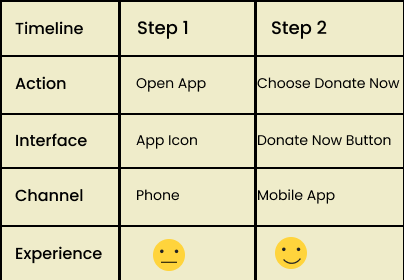 Timeline Step 1 Step 2
Action Open App Choose Donate Now
Interface App Icon Donate Now Button
Channel Phone Mobile App
Experience